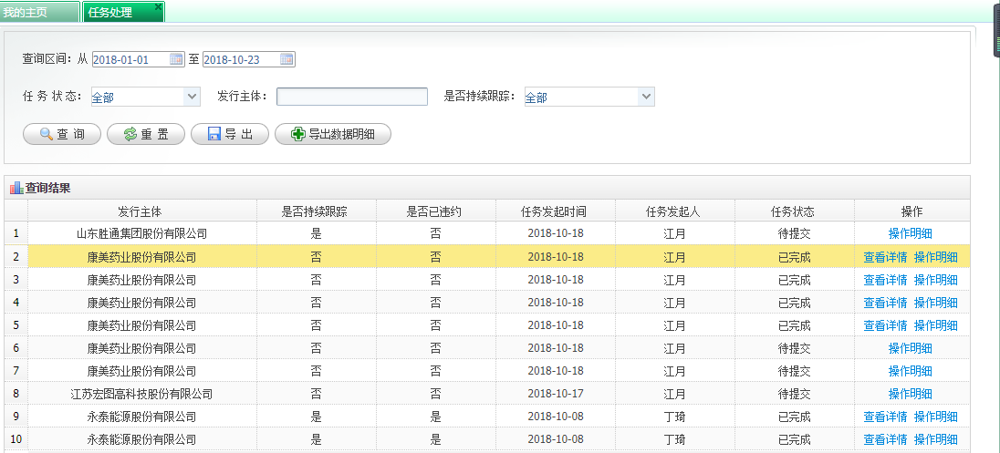 我的主页 任务处理
查询区间：从 2018-01-01 至 2018-10-23
任 务 状 态： 全部 发行主体： 是否持续跟踪： 全部
查 询 重 置 导 出 导出数据明细
查询结果
发行主体 是否持续跟踪 是否已违约 任务发起时间 任务发起人 任务状态 操作
1 山东胜通集团股份有限公司 是 否 2018-10-18 江月 待提交 操作明细
2 康美药业股份有限公司 否 否 2018-10-18 江月 已完成 查看详情 操作明细
3 康美药业股份有限公司 否 否 2018-10-18 江月 已完成 查看详情 操作明细
4 康美药业股份有限公司 否 否 2018-10-18 江月 已完成 查看详情 操作明细
5 康美药业股份有限公司 否 否 2018-10-18 江月 已完成 查看详情 操作明细
6 康美药业股份有限公司 否 否 2018-10-18 江月 待提交 操作明细
7 康美药业股份有限公司 否 否 2018-10-18 江月 待提交 操作明细
8 江苏宏图高科技股份有限公司 否 否 2018-10-17 江月 待提交 操作明细
9 永泰能源股份有限公司 是 是 2018-10-08 丁琦 已完成 查看详情 操作明细
10 永泰能源股份有限公司 是 是 2018-10-08 丁琦 已完成 查看详情 操作明细